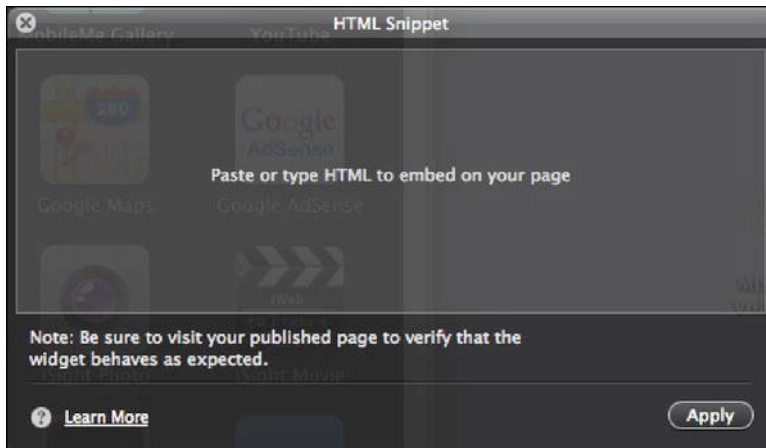 HTML Snippet
MobileMe Gallery YouTube
280
Google
AdSense
Paste or type HTML to embed on your page
Google Maps Google AdSense
iWeb
Note: Be sure to visit your published page to verify that the
widget behaves as expected.
iSight Photo iSight Movie
Learn More
Apply